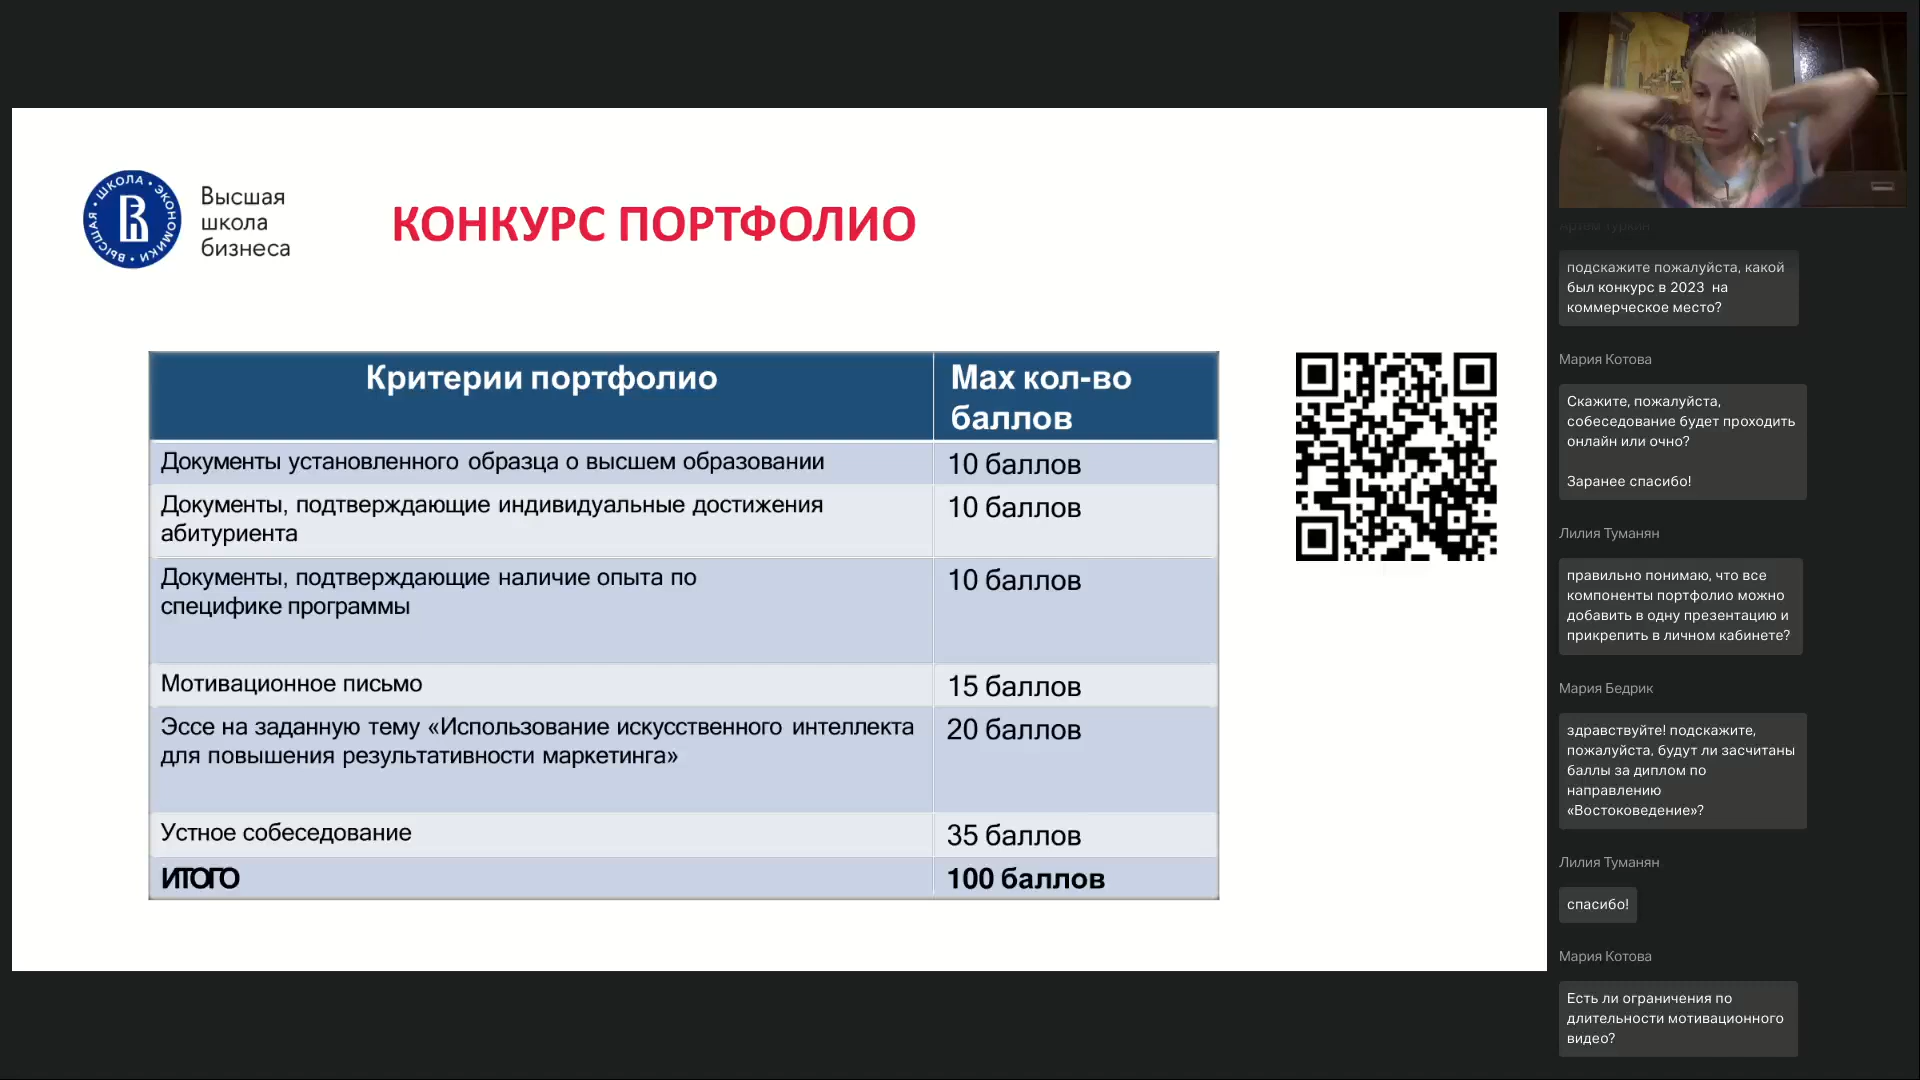 ВЫСШАЯ • ШКОЛА • ЭКОНОМИКИ •
Высшая
школа
бизнеса
КОНКУРС ПОРТФОЛИО
Критерии портфолио
Мах кол-во
баллов
Документы установленного образца о высшем образовании
10 баллов
Документы, подтверждающие индивидуальные достижения
абитуриента
10 баллов
Документы, подтверждающие наличие опыта по
специфике программы
10 баллов
Мотивационное письмо
15 баллов
Эссе на заданную тему «Использование искусственного интеллекта
для повышения результативности маркетинга»
20 баллов
Устное собеседование
35 баллов
ИТОГО
100 баллов
Артём Туркин
подскажите пожалуйста, какой
был конкурс в 2023 на
коммерческое место?
Мария Котова
Скажите, пожалуйста,
собеседование будет проходить
онлайн или очно?
Заранее спасибо!
Лилия Туманян
правильно понимаю, что все
компоненты портфолио можно
добавить в одну презентацию и
прикрепить в личном кабинете?
Мария Бедрик
здравствуйте! подскажите,
пожалуйста, будут ли засчитаны
баллы за диплом по
направлению
«Востоковедение»?
Лилия Туманян
спасибо!
Мария Котова
Есть ли ограничения по
длительности мотивационного
видео?